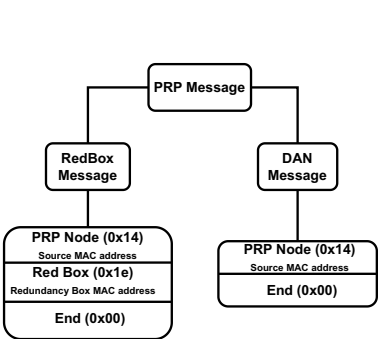 PRP Message
RedBox
Message
DAN
Message
PRP Node (0x14)
Source MAC address
Red Box (0x1e)
Redundancy Box MAC address
End (0x00)
PRP Node (0x14)
Source MAC address
End (0x00)